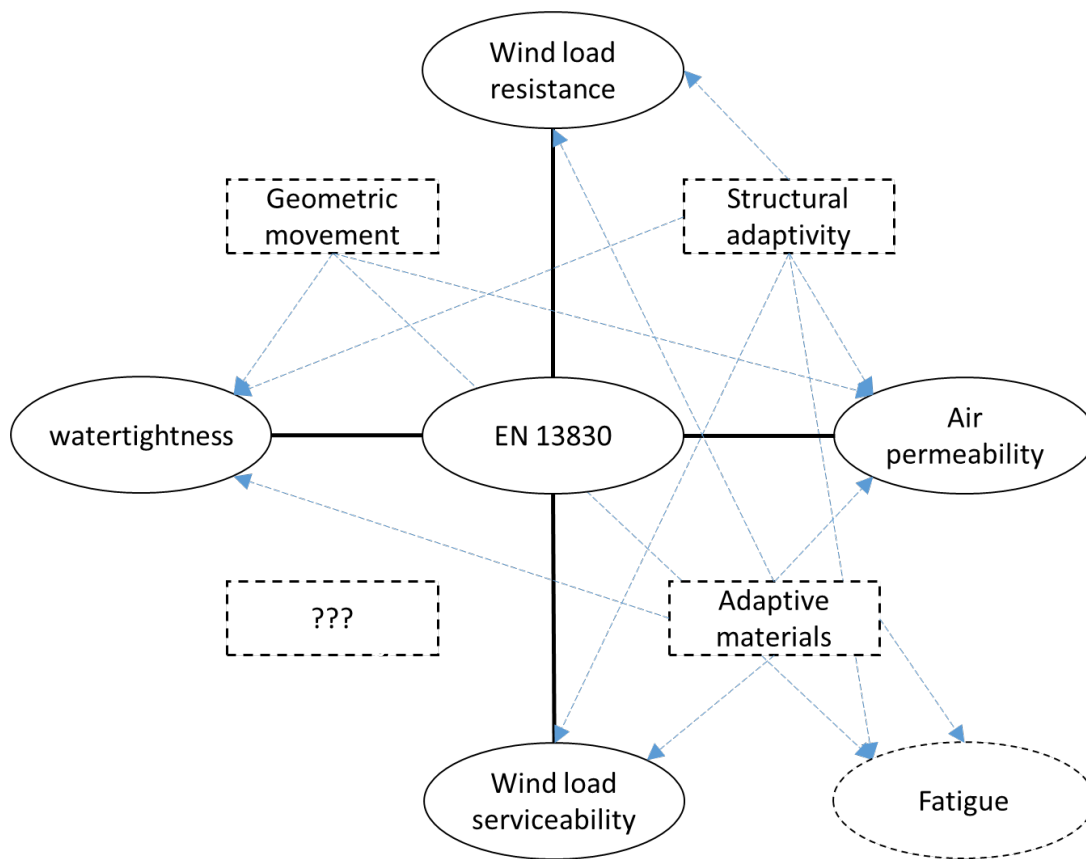 Wind load
resistance
Geometric
movement
Structural
adaptivity
watertightness
EN 13830
Air
permeability
???
Adaptive
materials
Wind load
serviceability
Fatigue